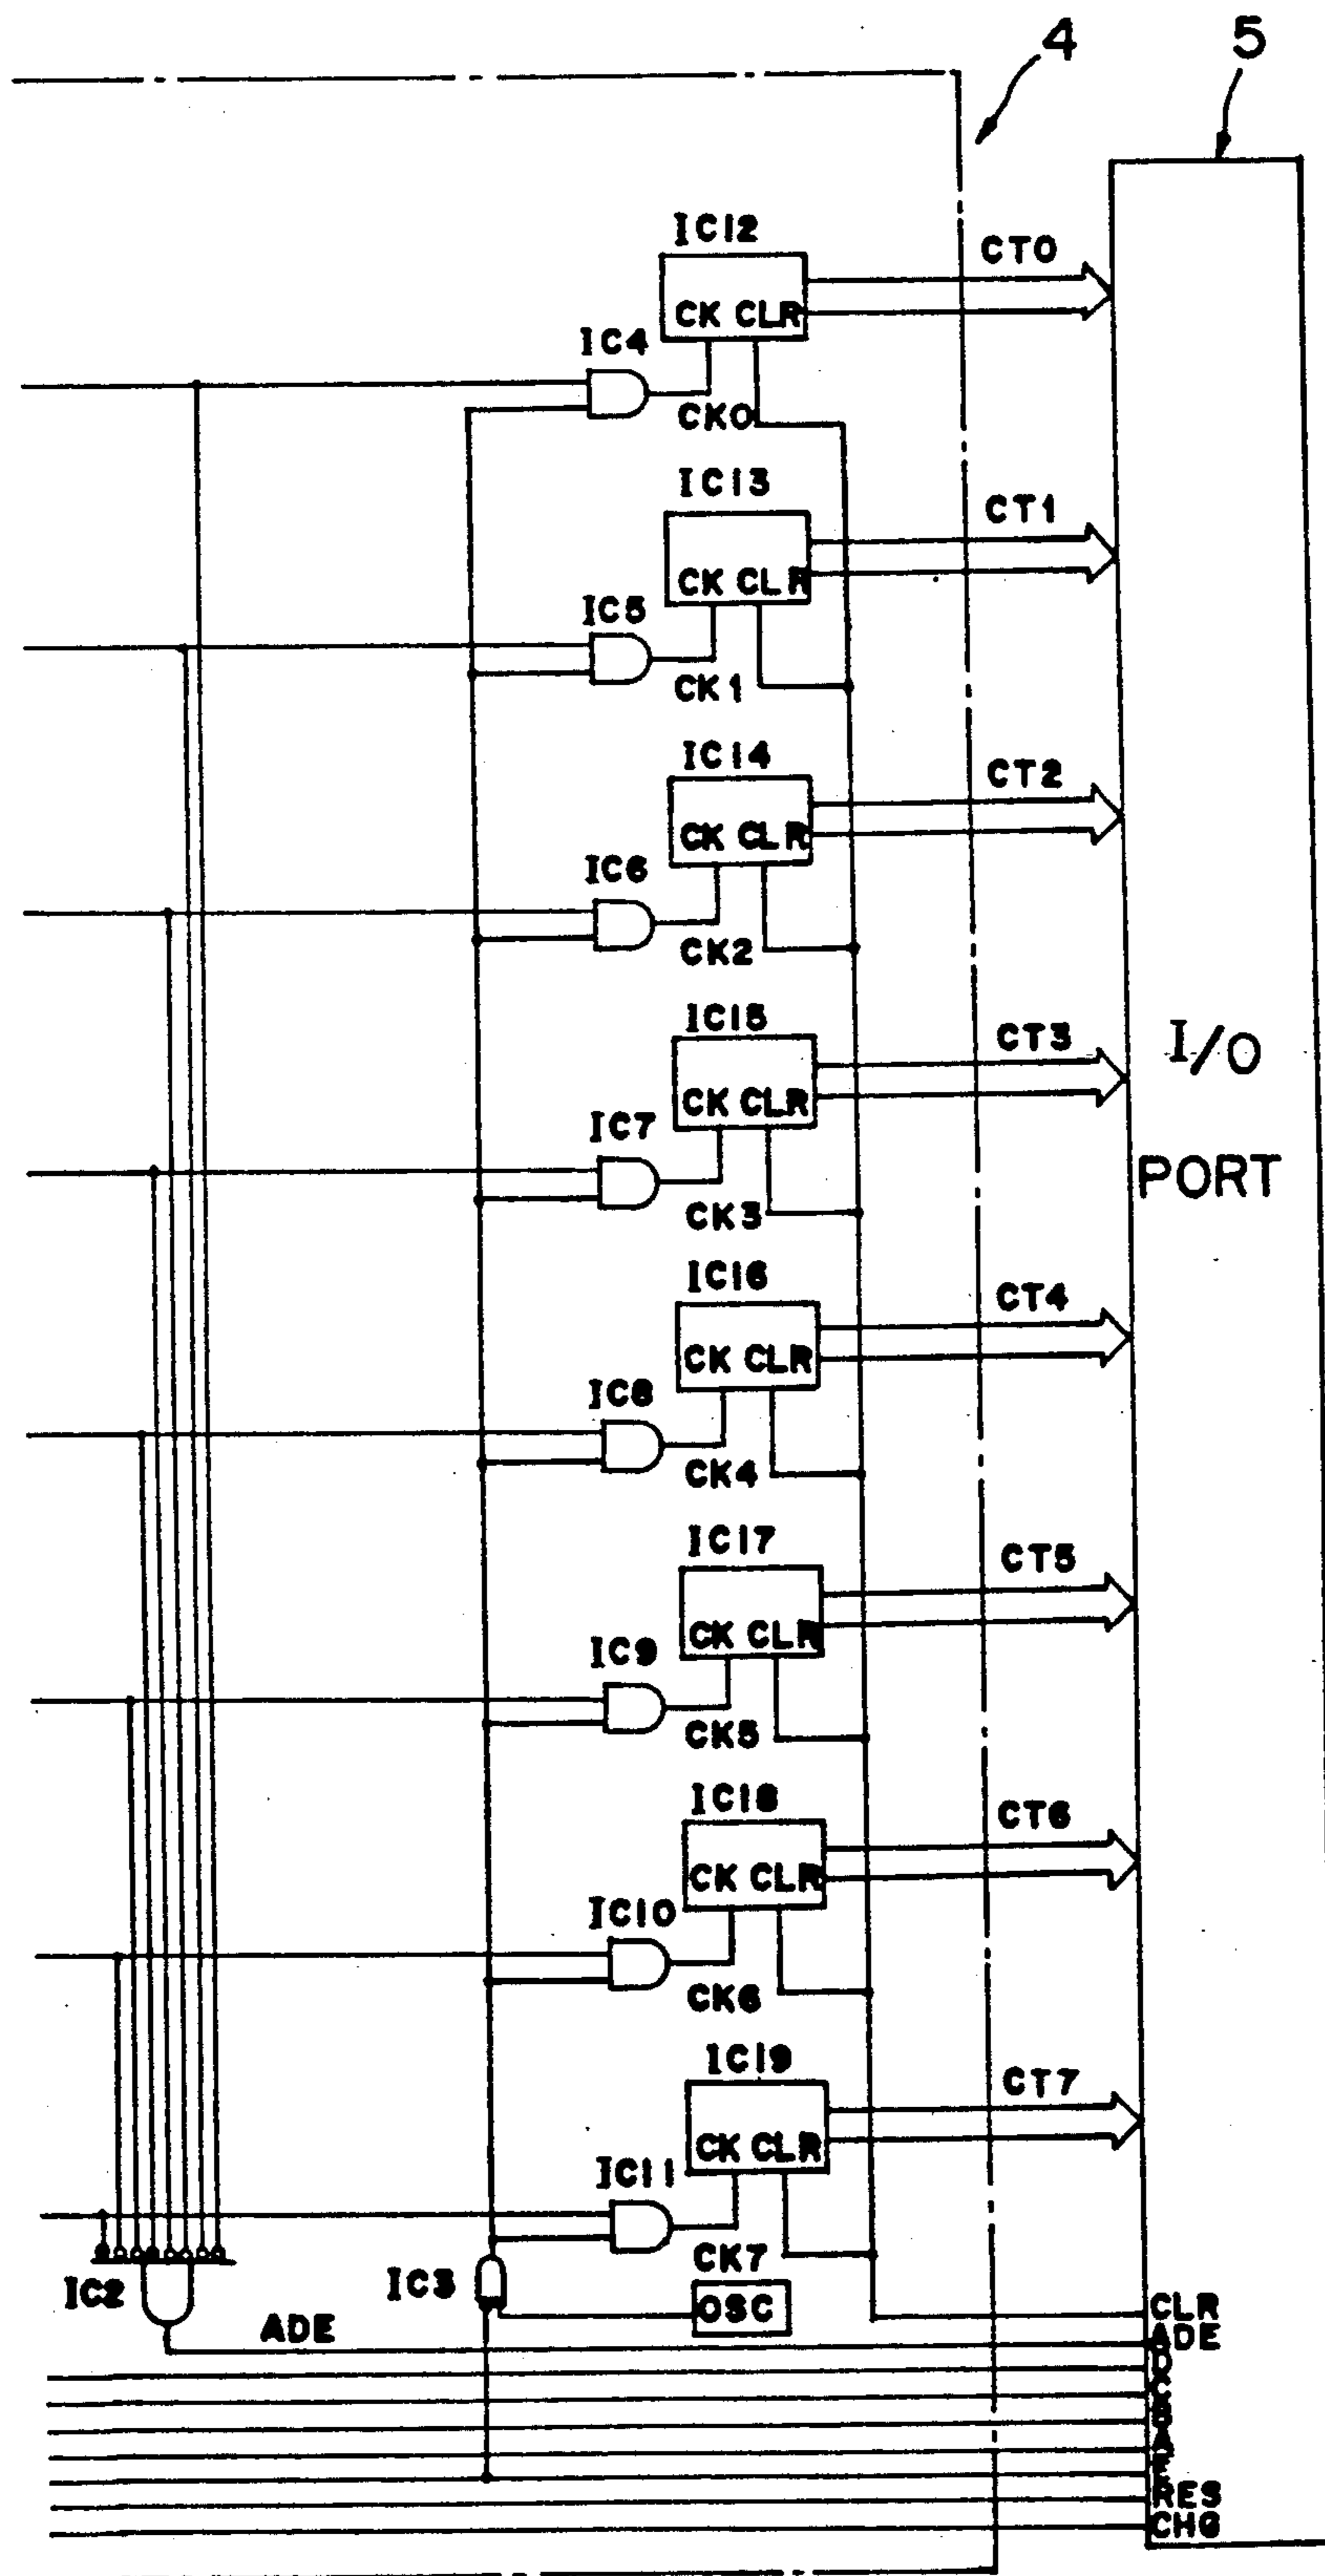 4
5
IC12
CT0
CK CLR
IC4
CK0
IC13
CT1
CK CLR
IC5
CK1
IC14
CT2
CK CLR
IC6
CK2
IC15
CT3
I/O
CK CLR
IC7
PORT
CK3
IC16
CT4
CK CLR
IC8
CK4
IC17
CT5
CK CLR
IC9
CK5
IC18
CT6
CK CLR
IC10
CK6
IC19
CT7
CK CLR
IC11
CK7
IC2
IC3
OSC
CLR
ADE
ADE
D
C
B
A
E
RES
CHG